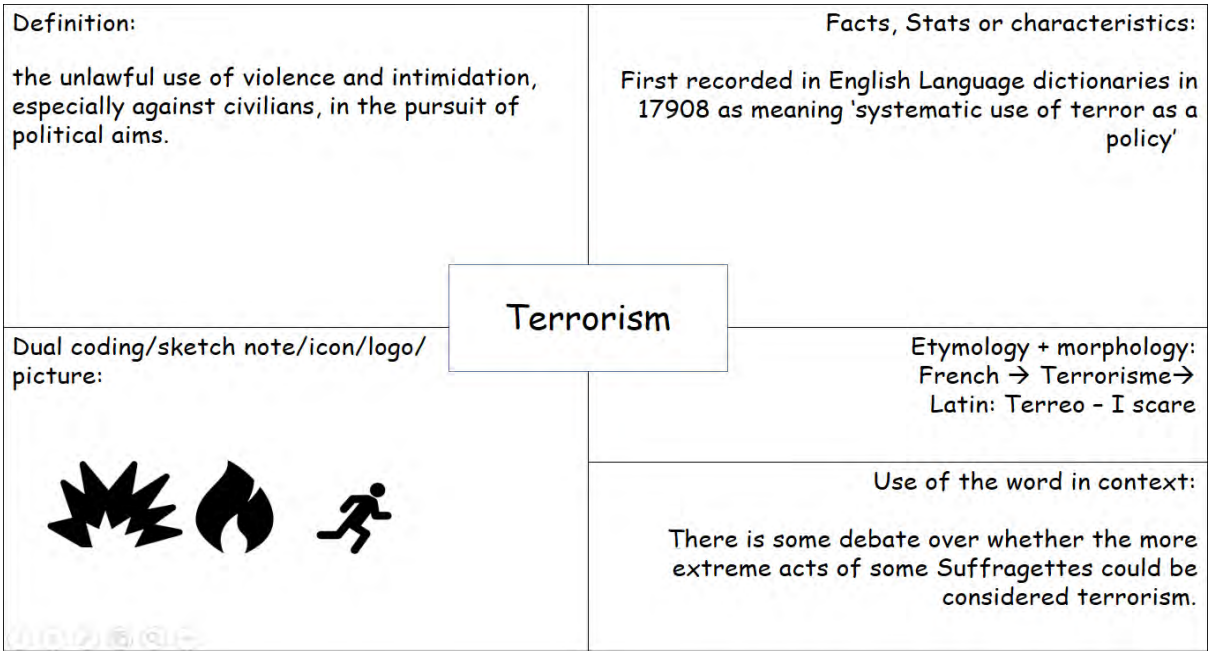 Definition:
the unlawful use of violence and intimidation,
especially against civilians, in the pursuit of
political aims.
Facts, Stats or characteristics:
First recorded in English Language dictionaries in
17908 as meaning ‘systematic use of terror as a
policy’
Terrorism
Dual coding/sketch note/icon/logo/
picture:
Etymology + morphology:
French → Terrorisme→
Latin: Terreo – I scare
Use of the word in context:
There is some debate over whether the more
extreme acts of some Suffragettes could be
considered terrorism.